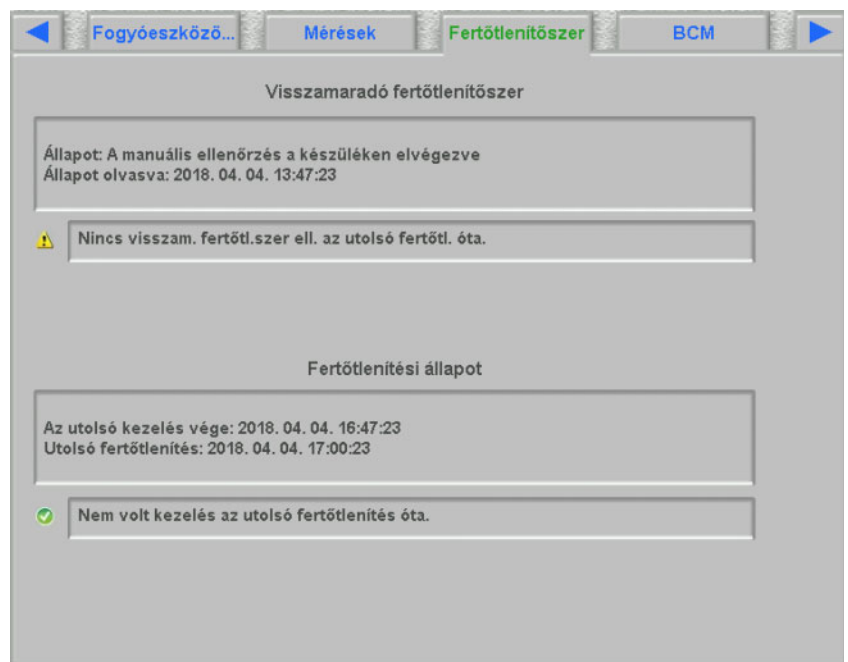 Fogyóeszközö... Mérések Fertőtlenítőszer BCM
Visszamaradó fertőtlenítőszer
Állapot: A manuális ellenőrzés a készüléken elvégezve
Állapot olvasva: 2018. 04. 04. 13:47:23
Nincs visszam. fertőtl.szer ell. az utolsó fertőtl. óta.
Fertőtlenítési állapot
Az utolsó kezelés vége: 2018. 04. 04. 16:47:23
Utolsó fertőtlenítés: 2018. 04. 04. 17:00:23
Nem volt kezelés az utolsó fertőtlenítés óta.